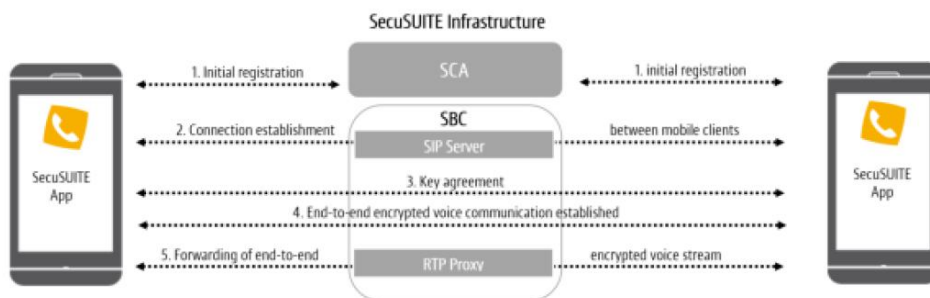 SecuSUITE Infrastructure
SCA
1. Initial registration
1. initial registration
SBC
2. Connection establishment
SIP Server
between mobile clients
SecuSUITE
App
SecuSUITE
App
3. Key agreement
4. End-to-end encrypted voice communication established
5. Forwarding of end-to-end
RTP Proxy
encrypted voice stream